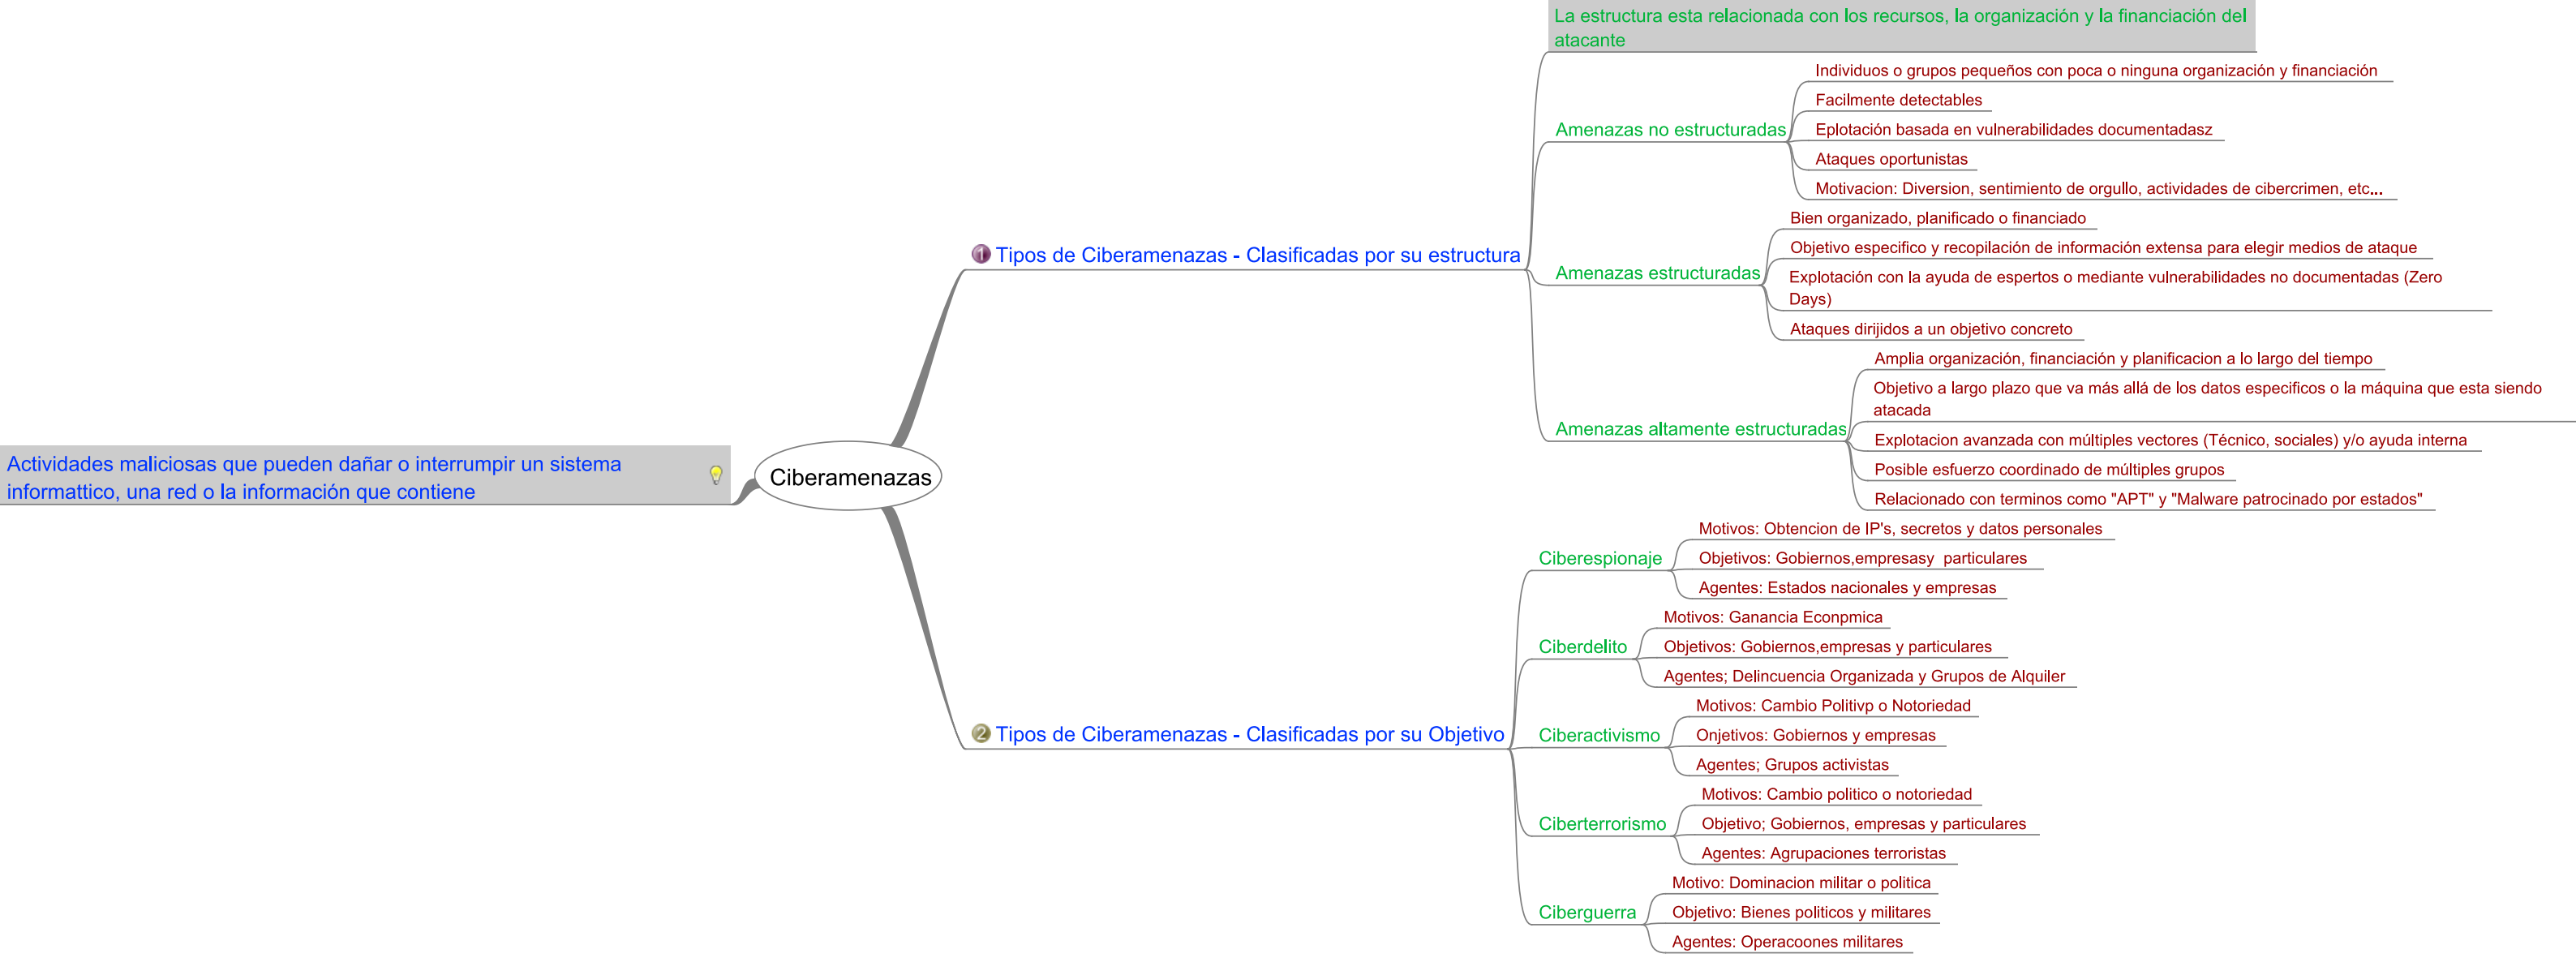 Actividades maliciosas que pueden dañar o interrumpir un sistema
informattico, una red o la información que contiene
Ciberamenazas
1 Tipos de Ciberamenazas - Clasificadas por su estructura
La estructura esta relacionada con los recursos, la organización y la financiación del
atacante
Amenazas no estructuradas
Individuos o grupos pequeños con poca o ninguna organización y financiación
Facilmente detectables
Eplotación basada en vulnerabilidades documentadasz
Ataques oportunistas
Motivacion: Diversion, sentimiento de orgullo, actividades de cibercrimen, etc...
Amenazas estructuradas
Bien organizado, planificado o financiado
Objetivo especifico y recopilación de información extensa para elegir medios de ataque
Explotación con la ayuda de espertos o mediante vulnerabilidades no documentadas (Zero
Days)
Ataques dirijidos a un objetivo concreto
Amenazas altamente estructuradas
Amplia organización, financiación y planificacion a lo largo del tiempo
Objetivo a largo plazo que va más allá de los datos especificos o la máquina que esta siendo
atacada
Explotacion avanzada con múltiples vectores (Técnico, sociales) y/o ayuda interna
Posible esfuerzo coordinado de múltiples grupos
Relacionado con terminos como "APT" y "Malware patrocinado por estados"
2 Tipos de Ciberamenazas - Clasificadas por su Objetivo
Ciberespionaje
Motivos: Obtencion de IP's, secretos y datos personales
Objetivos: Gobiernos,empresasy  particulares
Agentes: Estados nacionales y empresas
Ciberdelito
Motivos: Ganancia Econpmica
Objetivos: Gobiernos,empresas y particulares
Agentes; Delincuencia Organizada y Grupos de Alquiler
Ciberactivismo
Motivos: Cambio Politivp o Notoriedad
Onjetivos: Gobiernos y empresas
Agentes; Grupos activistas
Ciberterrorismo
Motivos: Cambio politico o notoriedad
Objetivo; Gobiernos, empresas y particulares
Agentes: Agrupaciones terroristas
Ciberguerra
Motivo: Dominacion militar o politica
Objetivo: Bienes politicos y militares
Agentes: Operacoones militares